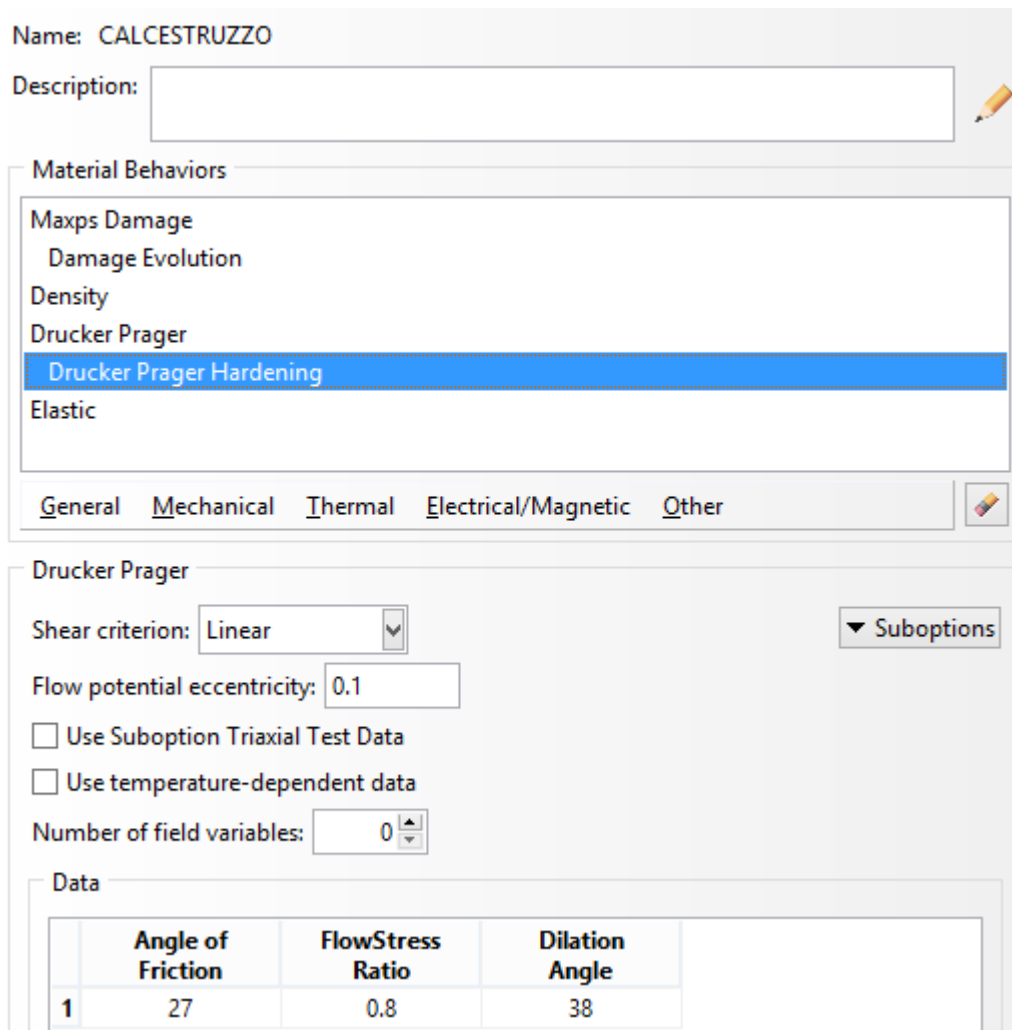 Name: CALCESTRUZZO
Description:
Material Behaviors
Maxps Damage
Damage Evolution
Density
Drucker Prager
Drucker Prager Hardening
Elastic
General Mechanical Thermal Electrical/Magnetic Other
Drucker Prager
Shear criterion: Linear
Suboptions
Flow potential eccentricity: 0.1
Use Suboption Triaxial Test Data
Use temperature-dependent data
Number of field variables: 0
Data
Angle of Friction FlowStress Ratio Dilation Angle
1 27 0.8 38